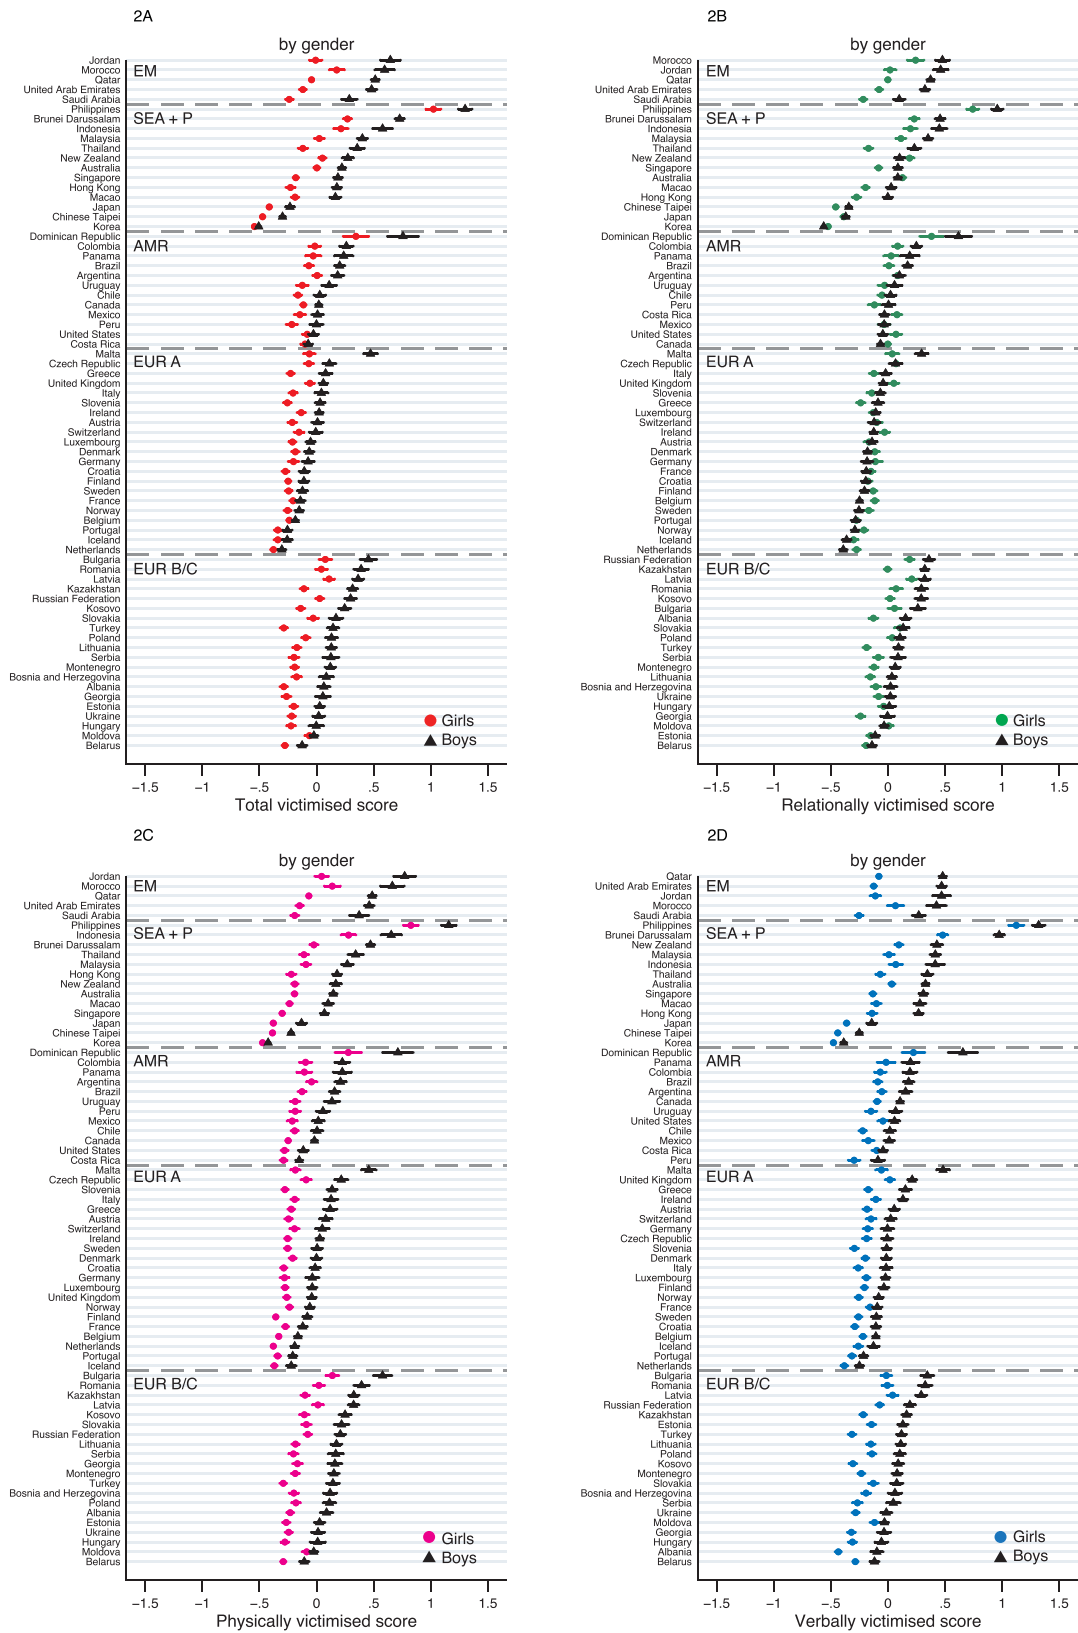 2A
by gender
EM
Jordan
Morocco
Qatar
United Arab Emirates
Saudi Arabia
SEA + P
Philippines
Brunei Darussalam
Indonesia
Malaysia
Thailand
New Zealand
Australia
Singapore
Hong Kong
Macao
Japan
Chinese Taipei
Korea
AMR
Dominican Republic
Colombia
Panama
Brazil
Argentina
Uruguay
Chile
Canada
Mexico
Peru
United States
Costa Rica
EUR A
Malta
Czech Republic
Greece
United Kingdom
Italy
Slovenia
Ireland
Austria
Switzerland
Luxembourg
Denmark
Germany
Croatia
Finland
Sweden
France
Norway
Belgium
Portugal
Iceland
Netherlands
EUR B/C
Bulgaria
Romania
Latvia
Kazakhstan
Russian Federation
Kosovo
Slovakia
Turkey
Poland
Lithuania
Serbia
Montenegro
Bosnia and Herzegovina
Albania
Georgia
Estonia
Ukraine
Hungary
Moldova
Belarus
Girls
Boys
−1.5 −1 −.5 0 .5 1 1.5
Total victimised score
2B
by gender
EM
Morocco
Jordan
Qatar
United Arab Emirates
Saudi Arabia
SEA + P
Philippines
Brunei Darussalam
Indonesia
Malaysia
Thailand
New Zealand
Singapore
Australia
Macao
Hong Kong
Chinese Taipei
Japan
Korea
AMR
Dominican Republic
Colombia
Panama
Brazil
Argentina
Uruguay
Chile
Peru
Costa Rica
Mexico
United States
Canada
EUR A
Malta
Czech Republic
Italy
United Kingdom
Slovenia
Greece
Luxembourg
Switzerland
Ireland
Austria
Denmark
Germany
France
Croatia
Finland
Belgium
Sweden
Portugal
Norway
Iceland
Netherlands
EUR B/C
Russian Federation
Kazakhstan
Latvia
Romania
Kosovo
Bulgaria
Albania
Slovakia
Poland
Turkey
Serbia
Montenegro
Lithuania
Bosnia and Herzegovina
Ukraine
Hungary
Georgia
Moldova
Estonia
Belarus
Girls
Boys
−1.5 −1 −.5 0 .5 1 1.5
Relationally victimised score
2C
by gender
EM
Jordan
Morocco
Qatar
United Arab Emirates
Saudi Arabia
SEA + P
Philippines
Indonesia
Brunei Darussalam
Thailand
Malaysia
Hong Kong
New Zealand
Australia
Macao
Singapore
Japan
Chinese Taipei
Korea
AMR
Dominican Republic
Colombia
Panama
Argentina
Brazil
Uruguay
Peru
Mexico
Chile
Canada
United States
Costa Rica
EUR A
Malta
Czech Republic
Slovenia
Italy
Greece
Austria
Switzerland
Ireland
Sweden
Denmark
Croatia
Germany
Luxembourg
United Kingdom
Norway
Finland
France
Belgium
Netherlands
Portugal
Iceland
EUR B/C
Bulgaria
Romania
Kazakhstan
Latvia
Kosovo
Slovakia
Russian Federation
Lithuania
Serbia
Georgia
Montenegro
Turkey
Bosnia and Herzegovina
Poland
Albania
Estonia
Ukraine
Hungary
Moldova
Belarus
Girls
Boys
−1.5 −1 −.5 0 .5 1 1.5
Physically victimised score
2D
by gender
EM
Qatar
United Arab Emirates
Jordan
Morocco
Saudi Arabia
SEA + P
Philippines
Brunei Darussalam
New Zealand
Malaysia
Indonesia
Thailand
Australia
Singapore
Macao
Hong Kong
Japan
Chinese Taipei
Korea
AMR
Dominican Republic
Panama
Colombia
Brazil
Argentina
Canada
Uruguay
United States
Chile
Mexico
Costa Rica
Peru
EUR A
Malta
United Kingdom
Greece
Ireland
Austria
Switzerland
Germany
Czech Republic
Slovenia
Denmark
Italy
Luxembourg
Finland
Norway
France
Sweden
Croatia
Belgium
Iceland
Portugal
Netherlands
EUR B/C
Bulgaria
Romania
Latvia
Russian Federation
Kazakhstan
Estonia
Turkey
Lithuania
Poland
Kosovo
Montenegro
Slovakia
Bosnia and Herzegovina
Serbia
Ukraine
Moldova
Georgia
Hungary
Albania
Belarus
Girls
Boys
−1.5 −1 −.5 0 .5 1 1.5
Verbally victimised score